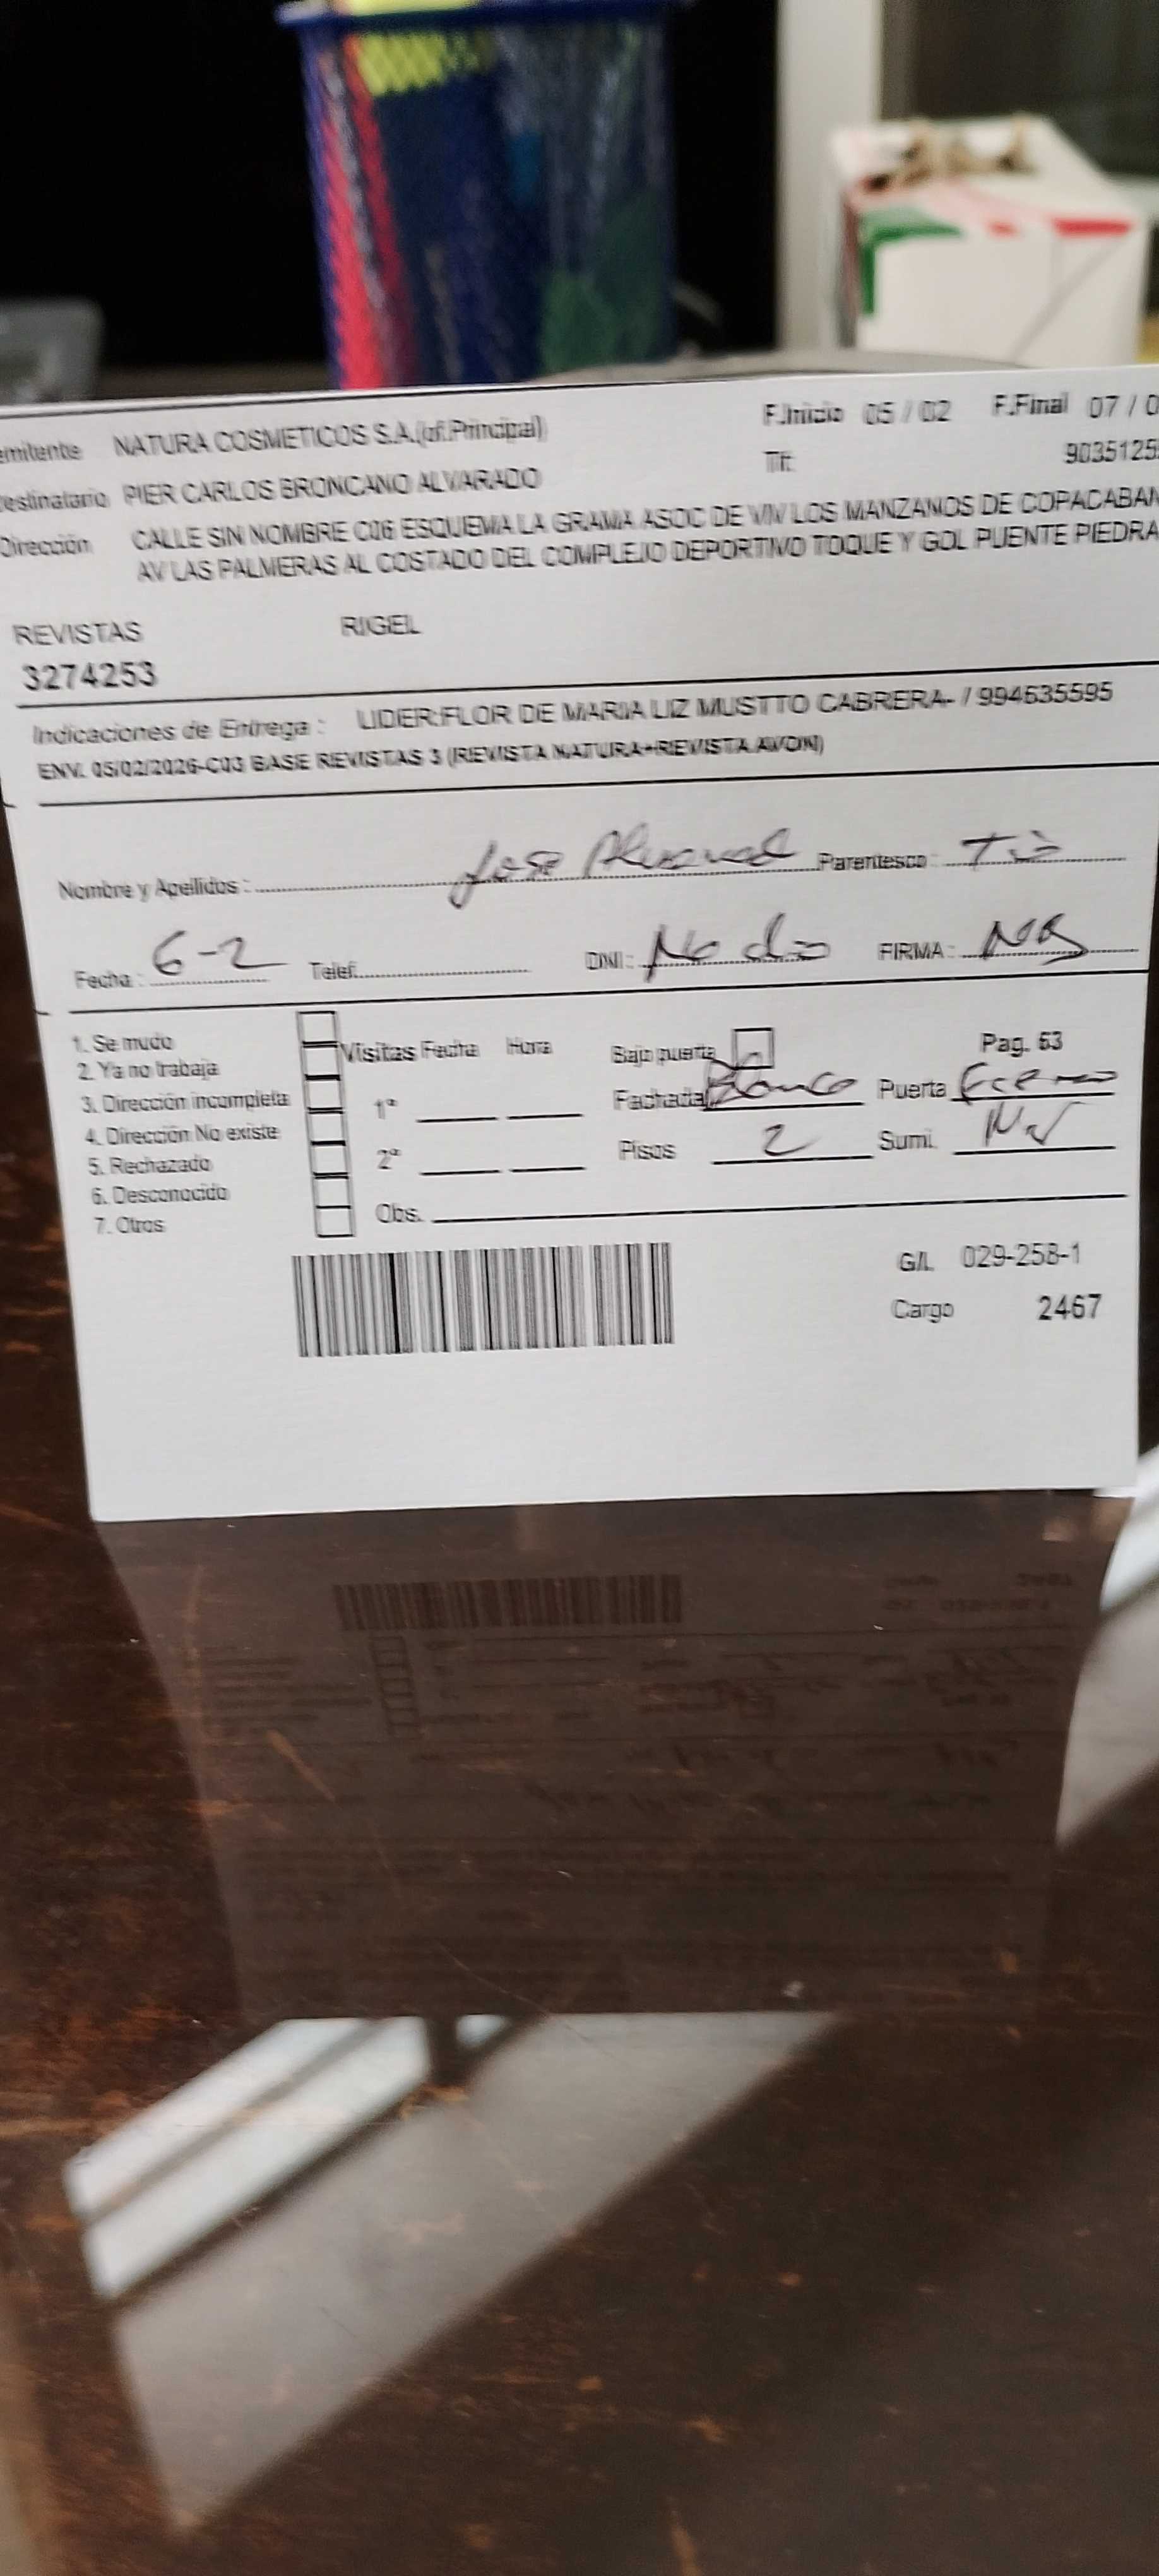 emitente NATURA COSMETICOS S.A.(of.Principal) F.Inicio 05 / 02 F.Final 07 / 0
estinatario PIER CARLOS BRONCANO ALVARADO Tlf: 9035125
Dirección CALLE SIN NOMBRE C06 ESQUEMA LA GRAMA ASOC DE VIV LOS MANZANOS DE COPACABAN
AV LAS PALMERAS AL COSTADO DEL COMPLEJO DEPORTIVO TOQUE Y GOL PUENTE PIEDRA
REVISTAS RIGEL
3274253
Indicaciones de Entrega : LIDER:FLOR DE MARIA LIZ MUSTTO CABRERA- / 994635595
ENV. 05/02/2026-C03 BASE REVISTAS 3 (REVISTA NATURA+REVISTA AVON)
Nombre y Apellidos : Jose Parentesco : Tio
Fecha : 6-2 Telef. DNI : No dio FIRMA :
1. Se mudo
2. Ya no trabaja
3. Dirección incompleta
4. Dirección No existe
5. Rechazado
6. Desconocido
7. Otros
Visitas Fecha Hora
1ª
2ª
Obs.
Bajo puerta Pag. 63
Fachada Blanco Puerta
Pisos 2 Sumi.
G/L 029-258-1
Cargo 2467